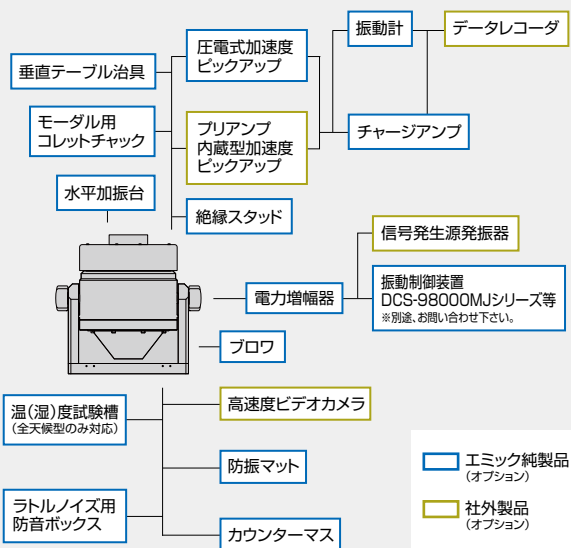 圧電式加速度
ピックアップ
振動計
データレコーダ
垂直テーブル治具
モーダル用
コレットチャック
プリアンプ
内蔵型加速度
ピックアップ
チャージアンプ
水平加振台
絶縁スタッド
信号発生源発振器
電力増幅器
振動制御装置
DCS-98000MJシリーズ等
※別途、お問い合わせ下さい。
ブロワ
温(湿)度試験槽
(全天候型のみ対応)
高速度ビデオカメラ
防振マット
ラトルノイズ用
防音ボックス
カウンターマス
エミック純製品
(オプション)
社外製品
(オプション)